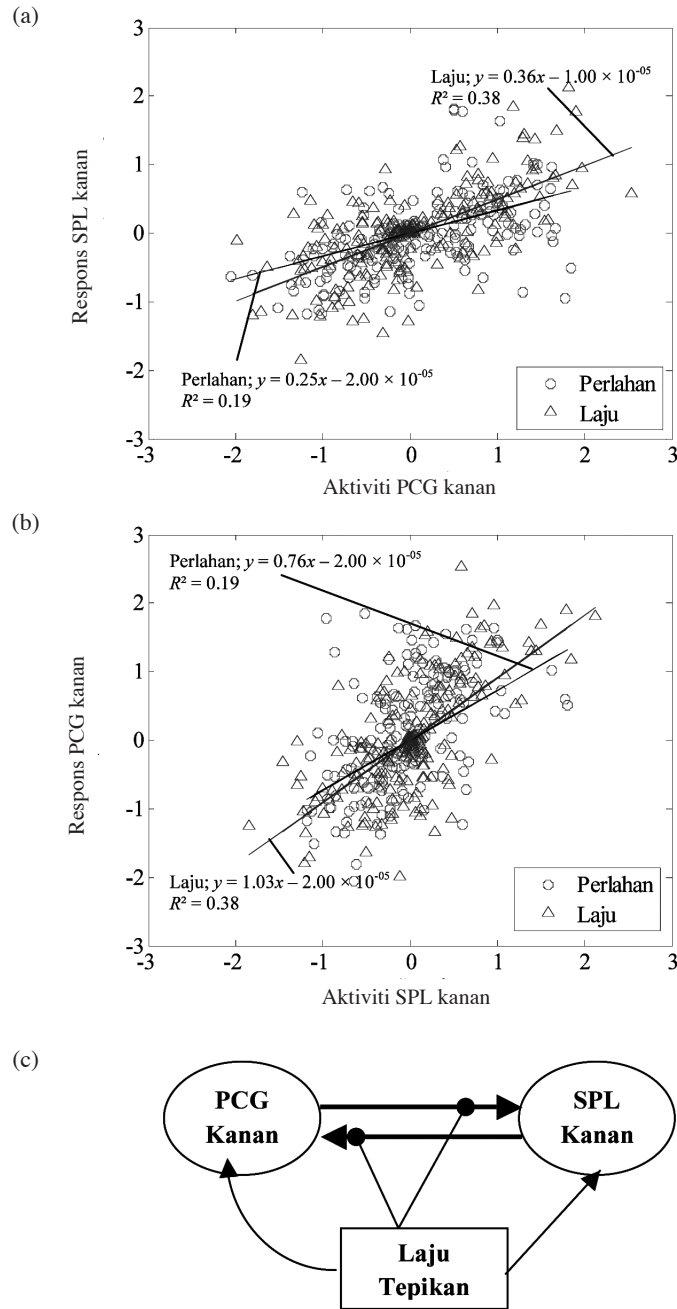 (a)
3
2
1
0
-1
-2
-3
Respons SPL kanan
Laju; y = 0.36x – 1.00 × 10⁻⁰⁵
R² = 0.38
Perlahan; y = 0.25x – 2.00 × 10⁻⁰⁵
R² = 0.19
Perlahan
Laju
-3 -2 -1 0 1 2 3
Aktiviti PCG kanan
(b)
3
2
1
0
-1
-2
-3
Respons PCG kanan
Perlahan; y = 0.76x – 2.00 × 10⁻⁰⁵
R² = 0.19
Laju; y = 1.03x – 2.00 × 10⁻⁰⁵
R² = 0.38
Perlahan
Laju
-3 -2 -1 0 1 2 3
Aktiviti SPL kanan
(c)
PCG
Kanan
SPL
Kanan
Laju
Tepikan